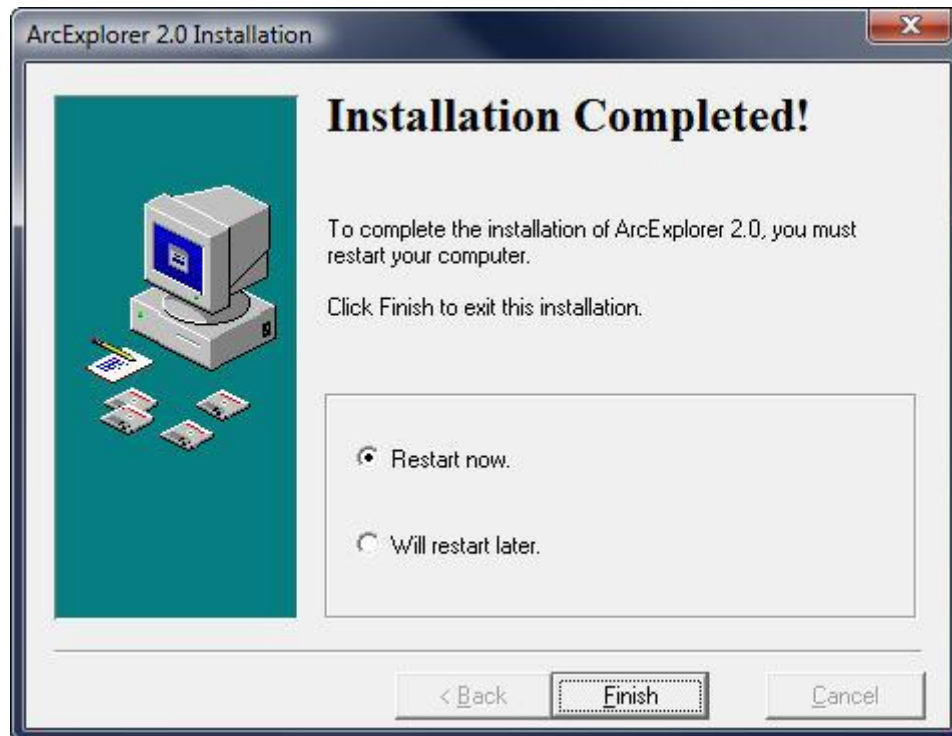 ArcExplorer 2.0 Installation
Installation Completed!
To complete the installation of ArcExplorer 2.0, you must
restart your computer.
Click Finish to exit this installation.
Restart now.
Will restart later.
< Back
Finish
Cancel